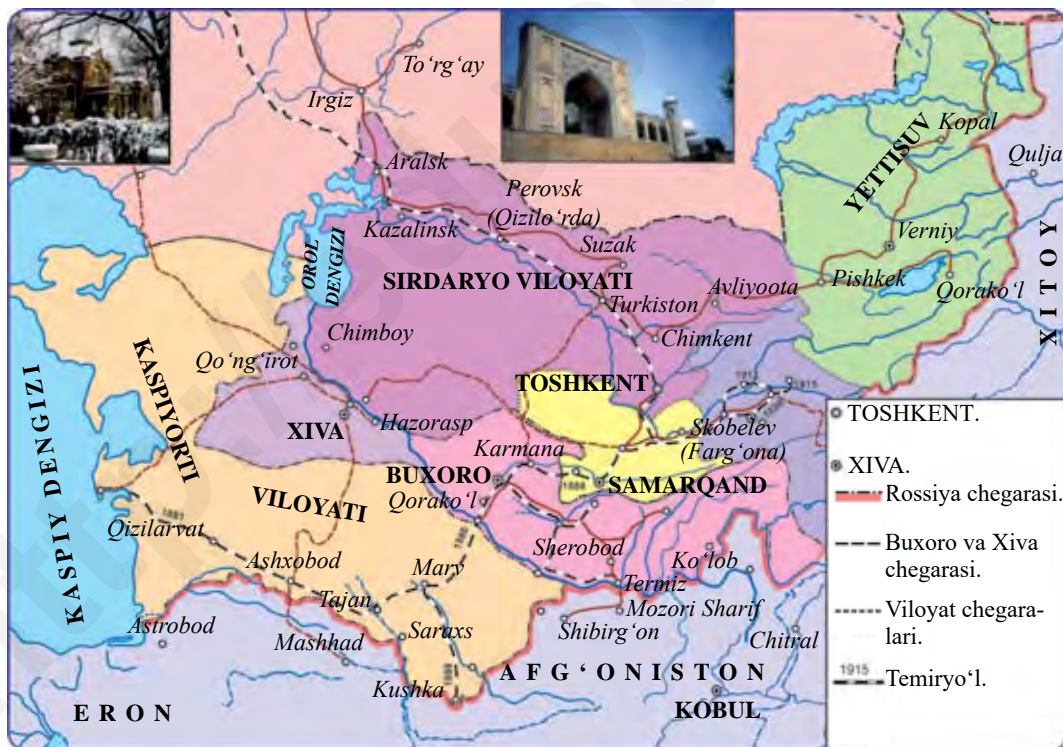 To‘rg‘ay
Irgiz
Kopal
Qulja
Aralsk
YETTISUV
Perovsk
(Qizilo‘rda)
Kazalinsk
Suzak
Verniy
OROL
DENGIZI
SIRDARYO VILOYATI
Pishkek
Avliyoota
Qorako‘l
XITOY
Turkiston
Chimkent
Chimboy
Qo‘ng‘irot
KASPIY DENGIZI
KASPIYORTI
VILOYATI
TOSHKENT
1912
1915
Hazorasp
XIVA
Skobelev
(Farg‘ona)
Karmana
BUXORO
1888
SAMARQAND
Qorako‘l
Qizilarvat
1881
Sherobod
Ko‘lob
Ashxobod
Mary
Termiz
Tajan
Mozori Sharif
Astrobod
Shibirg‘on
Chitral
Mashhad
Saraxs
AFG‘ONISTON
Kushka
ERON
KOBUL
TOSHKENT.
XIVA.
Rossiya chegarasi.
Buxoro va Xiva
chegarasi.
Viloyat chegara-
lari.
1915
Temiryo‘l.